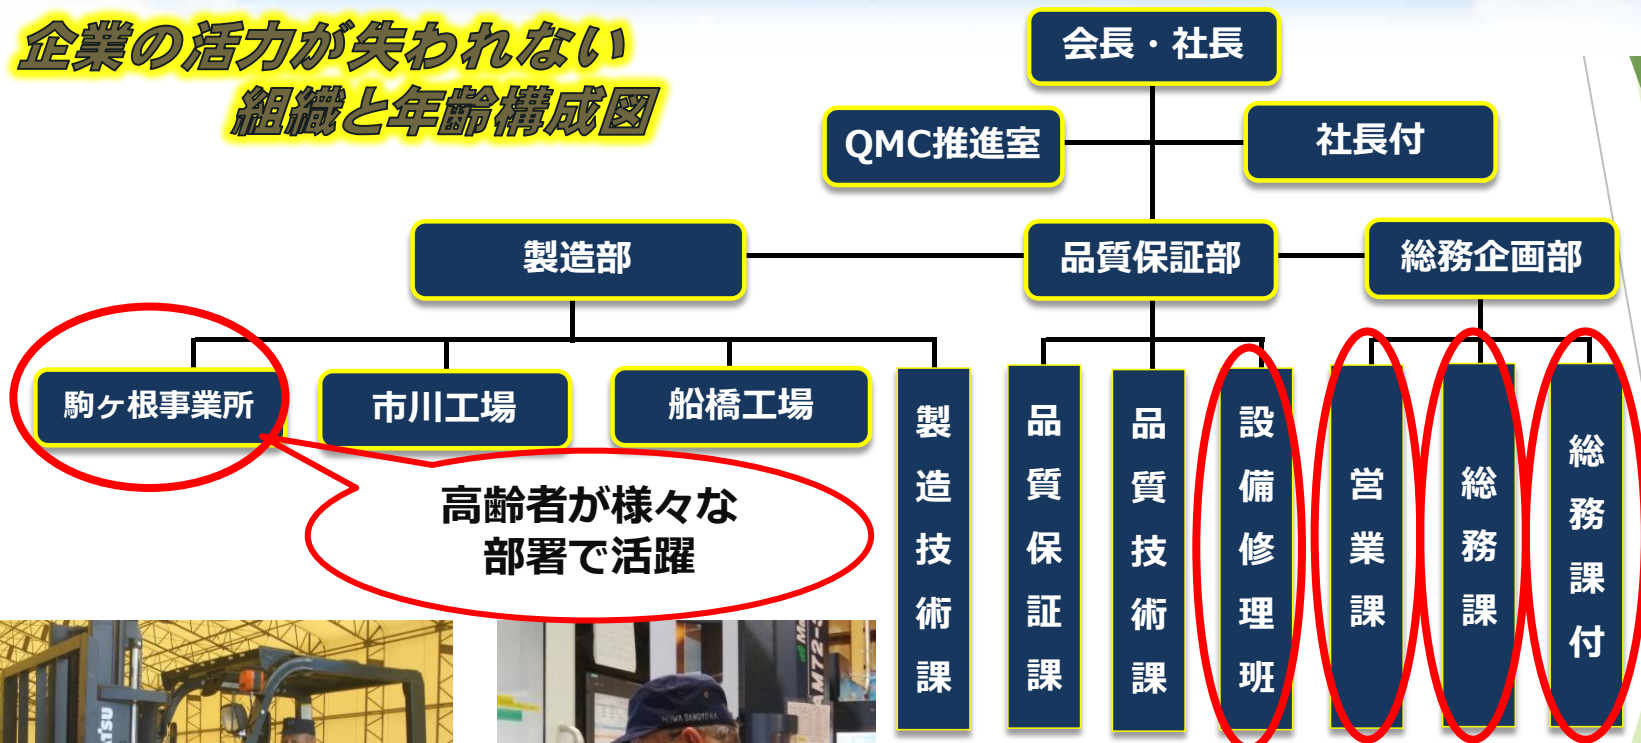 企業の活力が失われない
組織と年齢構成図
会長・社長
QMC推進室
社長付
製造部
品質保証部
総務企画部
駒ヶ根事業所
市川工場
船橋工場
製造技術課
品質保証課
品質技術課
設備修理班
営業課
総務課
総務課付
高齢者が様々な
部署で活躍